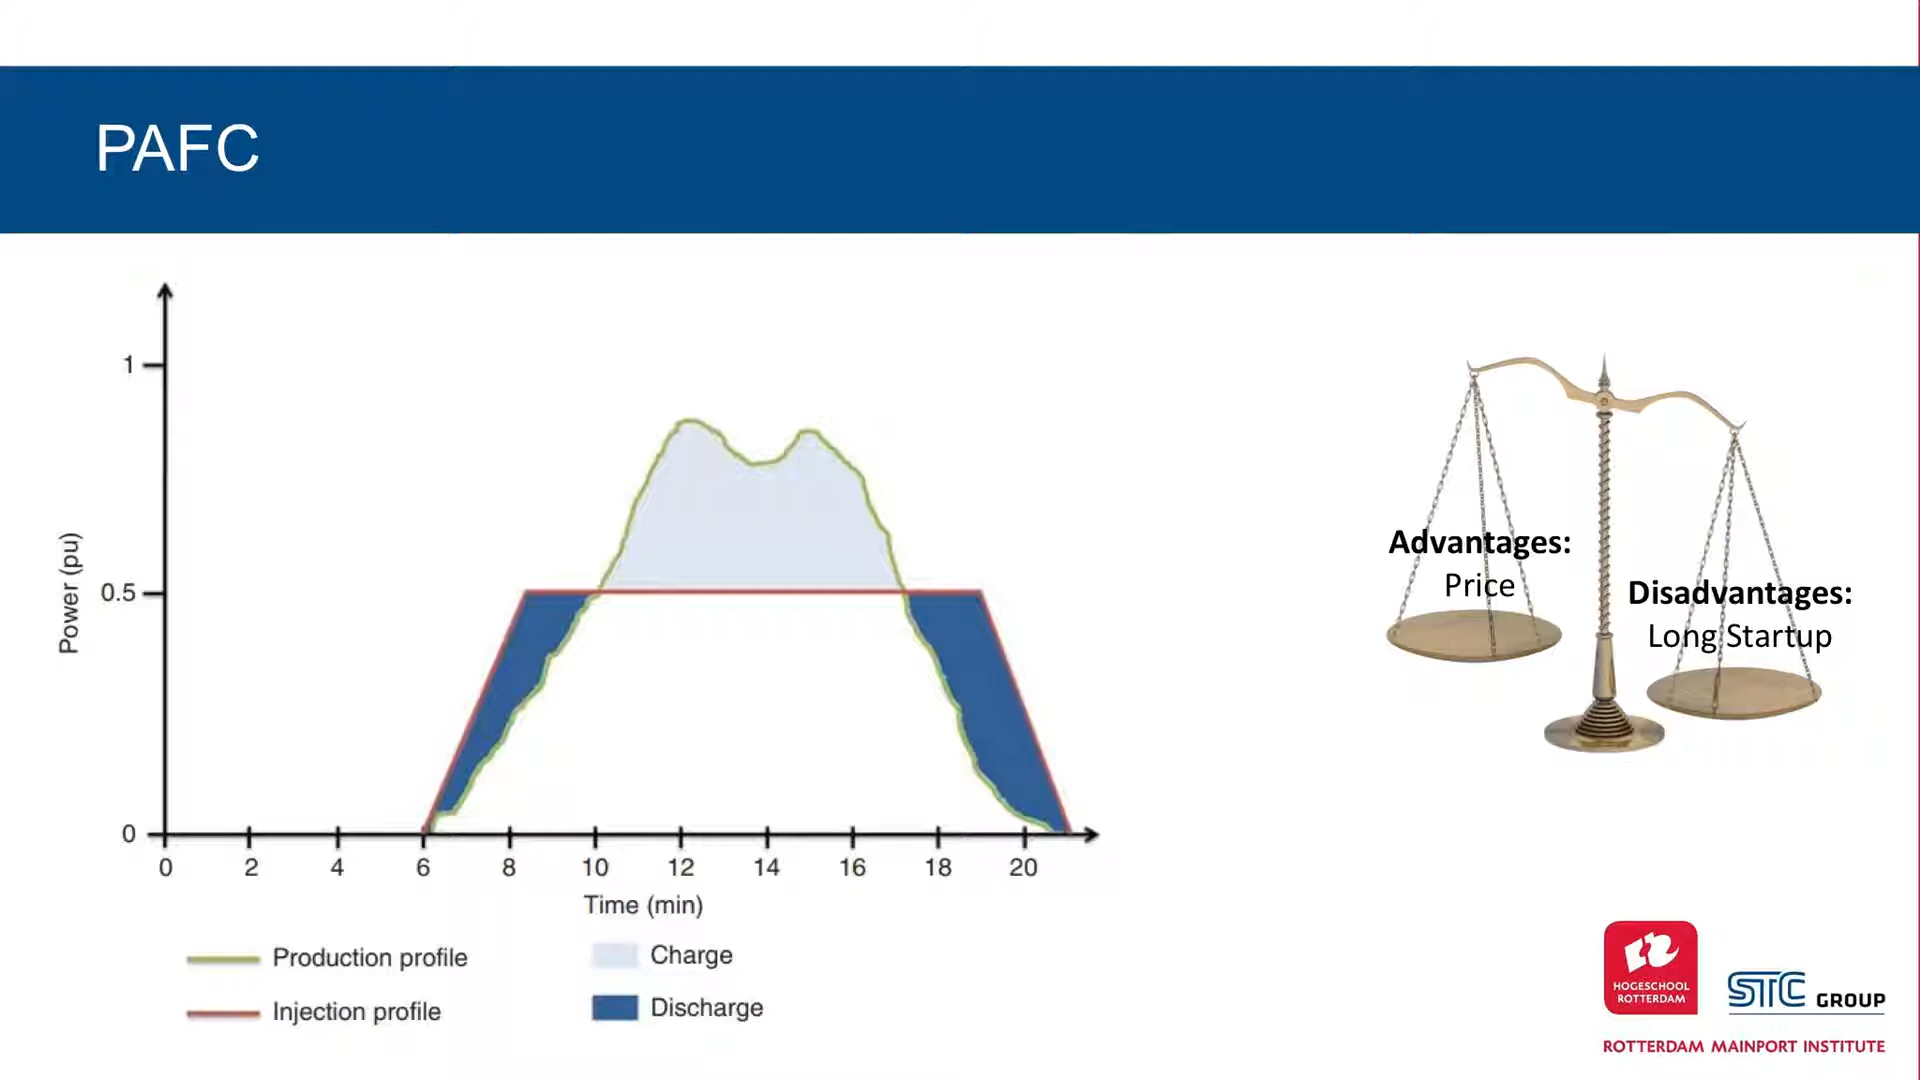 PAFC
1
0.5
0
Power (pu)
0 2 4 6 8 10 12 14 16 18 20
Time (min)
Production profile
Injection profile
Charge
Discharge
Advantages:
Price
Disadvantages:
Long Startup
HOGESCHOOL
ROTTERDAM
STC GROUP
ROTTERDAM MAINPORT INSTITUTE